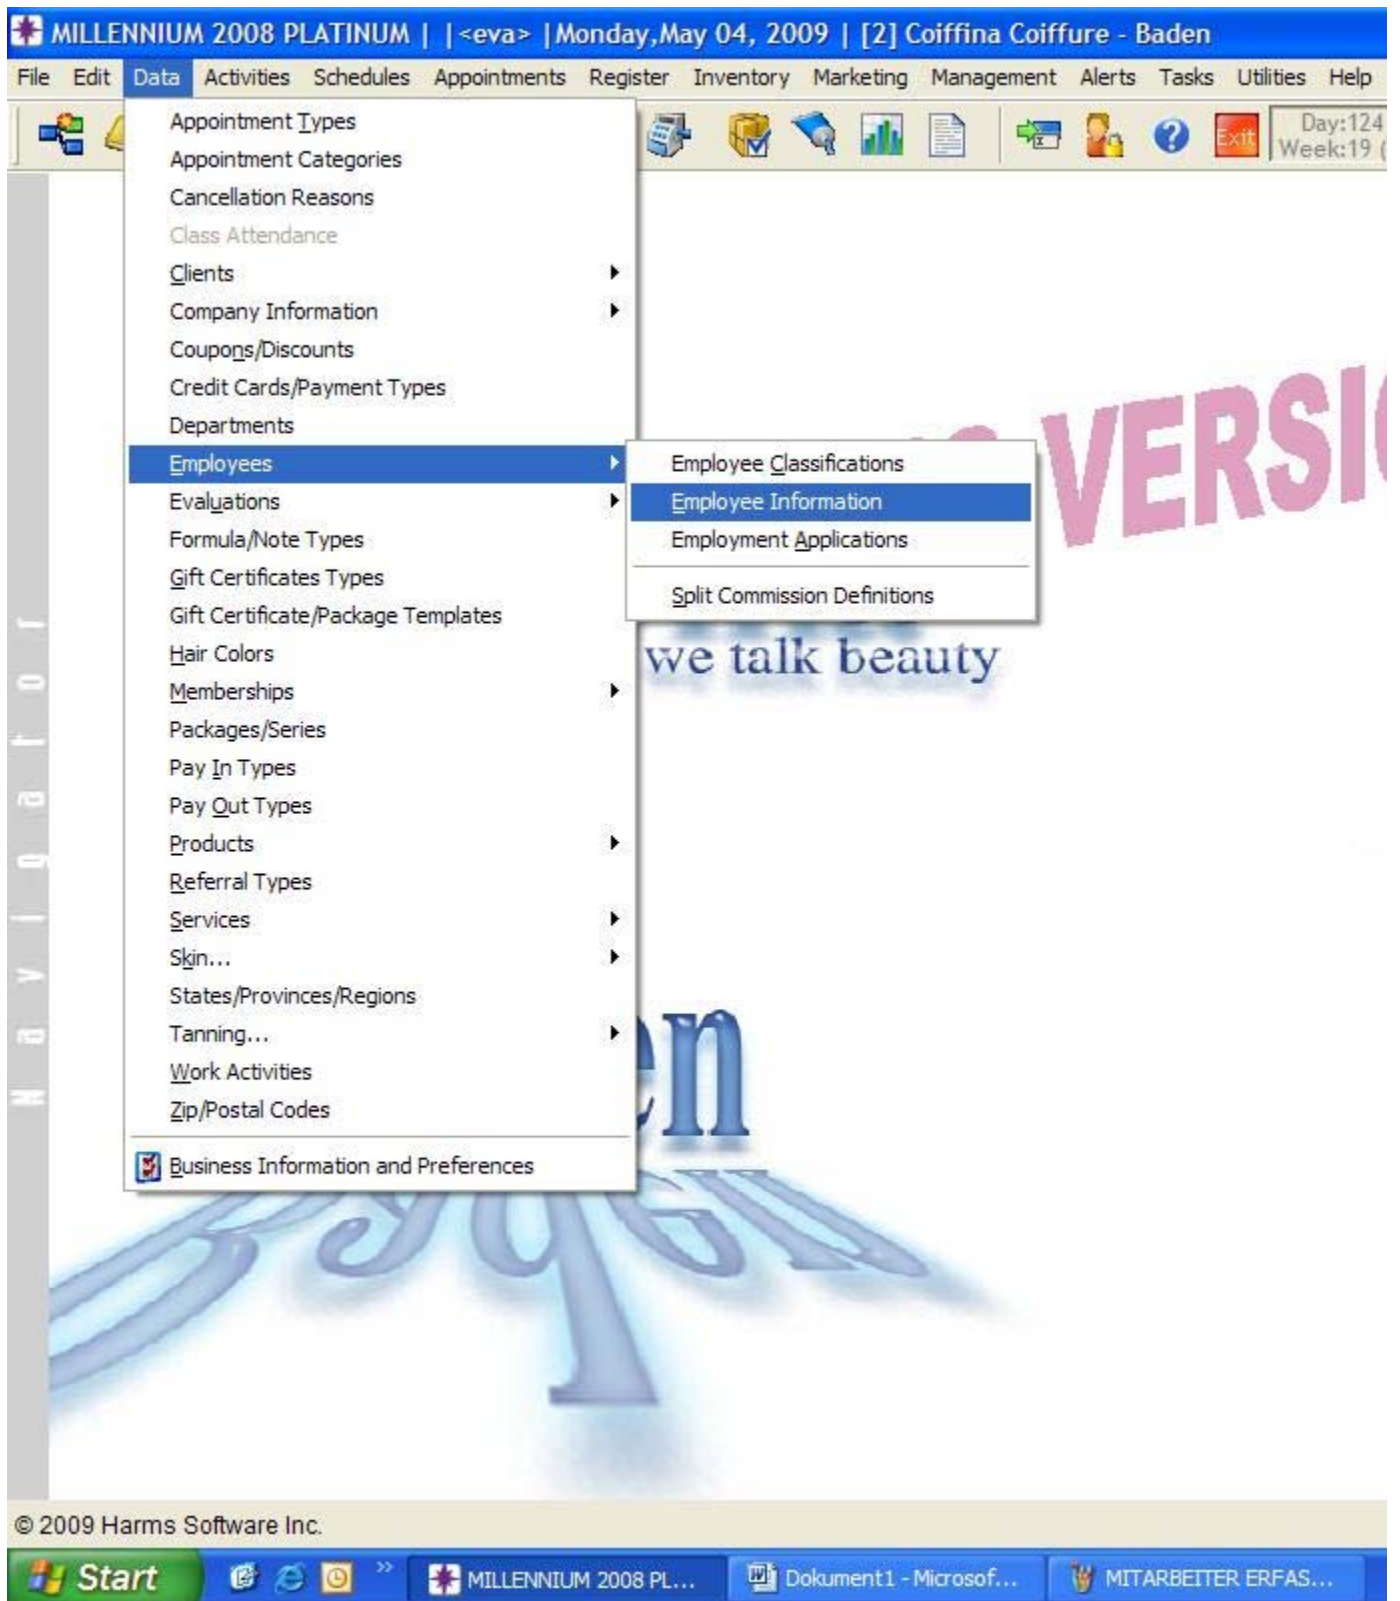 MILLENNIUM 2008 PLATINUM | |<eva> |Monday,May 04, 2009 | [2] Coiffina Coiffure - Baden
File Edit Data Activities Schedules Appointments Register Inventory Marketing Management Alerts Tasks Utilities Help
Exit
Day:124
Week:19 (
Appointment Types
Appointment Categories
Cancellation Reasons
Class Attendance
Clients
Company Information
Coupons/Discounts
Credit Cards/Payment Types
Departments
Employees
Evaluations
Formula/Note Types
Gift Certificates Types
Gift Certificate/Package Templates
Hair Colors
Memberships
Packages/Series
Pay In Types
Pay Out Types
Products
Referral Types
Services
Skin...
States/Provinces/Regions
Tanning...
Work Activities
Zip/Postal Codes
Business Information and Preferences
Employee Classifications
Employee Information
Employment Applications
Split Commission Definitions
we talk beauty
Navigator
© 2009 Harms Software Inc.
Start
MILLENNIUM 2008 PL...
Dokument1 - Microsof...
MITARBEITER ERFAS...